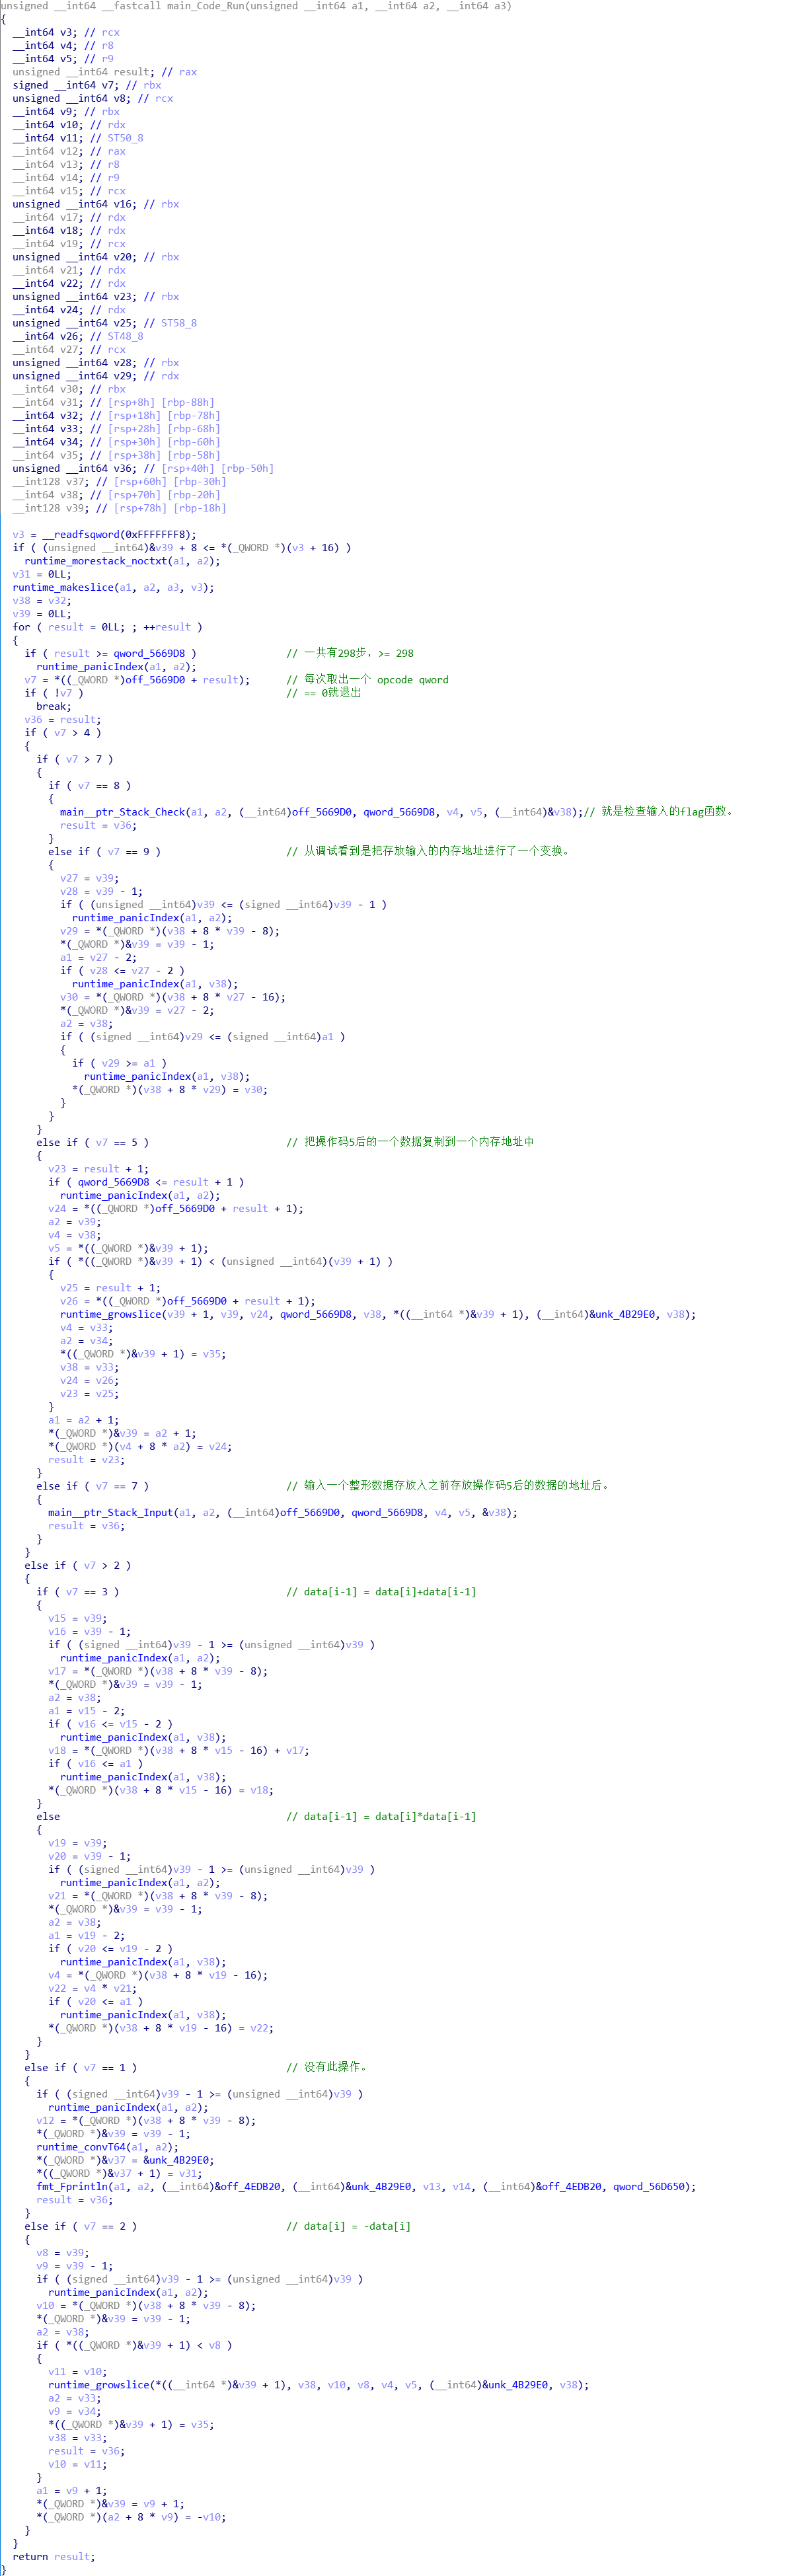 unsigned __int64 __fastcall main_Code_Run(unsigned __int64 a1, __int64 a2, __int64 a3)
{
  __int64 v3; // rcx
  __int64 v4; // r8
  __int64 v5; // r9
  unsigned __int64 result; // rax
  signed __int64 v7; // rbx
  unsigned __int64 v8; // rcx
  __int64 v9; // rbx
  __int64 v10; // rdx
  __int64 v11; // ST50_8
  __int64 v12; // rax
  __int64 v13; // r8
  __int64 v14; // r9
  __int64 v15; // rcx
  unsigned __int64 v16; // rbx
  __int64 v17; // rdx
  __int64 v18; // rdx
  __int64 v19; // rcx
  unsigned __int64 v20; // rbx
  __int64 v21; // rdx
  __int64 v22; // rdx
  unsigned __int64 v23; // rbx
  __int64 v24; // rdx
  unsigned __int64 v25; // ST58_8
  __int64 v26; // ST48_8
  __int64 v27; // rcx
  unsigned __int64 v28; // rbx
  unsigned __int64 v29; // rdx
  __int64 v30; // rbx
  __int64 v31; // [rsp+8h] [rbp-88h]
  __int64 v32; // [rsp+18h] [rbp-78h]
  __int64 v33; // [rsp+28h] [rbp-68h]
  __int64 v34; // [rsp+30h] [rbp-60h]
  __int64 v35; // [rsp+38h] [rbp-58h]
  unsigned __int64 v36; // [rsp+40h] [rbp-50h]
  __int128 v37; // [rsp+60h] [rbp-30h]
  __int64 v38; // [rsp+70h] [rbp-20h]
  __int128 v39; // [rsp+78h] [rbp-18h]

  v3 = __readfsqword(0xFFFFFFF8);
  if ( (unsigned __int64)&v39 + 8 <= *(_QWORD *)(v3 + 16) )
    runtime_morestack_noctxt(a1, a2);
  v31 = 0LL;
  runtime_makeslice(a1, a2, a3, v3);
  v38 = v32;
  v39 = 0LL;
  for ( result = 0LL; ; ++result )
  {
    if ( result >= qword_5669D8 )               // 一共有298步，>= 298
      runtime_panicIndex(a1, a2);
    v7 = *((_QWORD *)off_5669D0 + result);      // 每次取出一个 opcode qword
    if ( !v7 )                                  // == 0就退出
      break;
    v36 = result;
    if ( v7 > 4 )
    {
      if ( v7 > 7 )
      {
        if ( v7 == 8 )
        {
          main__ptr_Stack_Check(a1, a2, (__int64)off_5669D0, qword_5669D8, v4, v5, (__int64)&v38);// 就是检查输入的flag函数。
          result = v36;
        }
        else if ( v7 == 9 )                     // 从调试看到是把存放输入的内存地址进行了一个变换。
        {
          v27 = v39;
          v28 = v39 - 1;
          if ( (unsigned __int64)v39 <= (signed __int64)v39 - 1 )
            runtime_panicIndex(a1, a2);
          v29 = *(_QWORD *)(v38 + 8 * v39 - 8);
          *(_QWORD *)&v39 = v39 - 1;
          a1 = v27 - 2;
          if ( v28 <= v27 - 2 )
            runtime_panicIndex(a1, v38);
          v30 = *(_QWORD *)(v38 + 8 * v27 - 16);
          *(_QWORD *)&v39 = v27 - 2;
          a2 = v38;
          if ( (signed __int64)v29 <= (signed __int64)a1 )
          {
            if ( v29 >= a1 )
              runtime_panicIndex(a1, v38);
            *(_QWORD *)(v38 + 8 * v29) = v30;
          }
        }
      }
      else if ( v7 == 5 )                       // 把操作码5后的一个数据复制到一个内存地址中
      {
        v23 = result + 1;
        if ( qword_5669D8 <= result + 1 )
          runtime_panicIndex(a1, a2);
        v24 = *((_QWORD *)off_5669D0 + result + 1);
        a2 = v39;
        v4 = v38;
        v5 = *((_QWORD *)&v39 + 1);
        if ( *((_QWORD *)&v39 + 1) < (unsigned __int64)(v39 + 1) )
        {
          v25 = result + 1;
          v26 = *((_QWORD *)off_5669D0 + result + 1);
          runtime_growslice(v39 + 1, v39, v24, qword_5669D8, v38, *((__int64 *)&v39 + 1), (__int64)&unk_4B29E0, v38);
          v4 = v33;
          a2 = v34;
          *((_QWORD *)&v39 + 1) = v35;
          v38 = v33;
          v24 = v26;
          v23 = v25;
        }
        a1 = a2 + 1;
        *(_QWORD *)&v39 = a2 + 1;
        *(_QWORD *)(v4 + 8 * a2) = v24;
        result = v23;
      }
      else if ( v7 == 7 )                       // 输入一个整形数据存放入之前存放操作码5后的数据的地址后。
      {
        main__ptr_Stack_Input(a1, a2, (__int64)off_5669D0, qword_5669D8, v4, v5, &v38);
        result = v36;
      }
    }
    else if ( v7 > 2 )
    {
      if ( v7 == 3 )                            // data[i-1] = data[i]+data[i-1]
      {
        v15 = v39;
        v16 = v39 - 1;
        if ( (signed __int64)v39 - 1 >= (unsigned __int64)v39 )
          runtime_panicIndex(a1, a2);
        v17 = *(_QWORD *)(v38 + 8 * v39 - 8);
        *(_QWORD *)&v39 = v39 - 1;
        a2 = v38;
        a1 = v15 - 2;
        if ( v16 <= v15 - 2 )
          runtime_panicIndex(a1, v38);
        v18 = *(_QWORD *)(v38 + 8 * v15 - 16) + v17;
        if ( v16 <= a1 )
          runtime_panicIndex(a1, v38);
        *(_QWORD *)(v38 + 8 * v15 - 16) = v18;
      }
      else                                      // data[i-1] = data[i]*data[i-1]
      {
        v19 = v39;
        v20 = v39 - 1;
        if ( (signed __int64)v39 - 1 >= (unsigned __int64)v39 )
          runtime_panicIndex(a1, a2);
        v21 = *(_QWORD *)(v38 + 8 * v39 - 8);
        *(_QWORD *)&v39 = v39 - 1;
        a2 = v38;
        a1 = v19 - 2;
        if ( v20 <= v19 - 2 )
          runtime_panicIndex(a1, v38);
        v4 = *(_QWORD *)(v38 + 8 * v19 - 16);
        v22 = v4 * v21;
        if ( v20 <= a1 )
          runtime_panicIndex(a1, v38);
        *(_QWORD *)(v38 + 8 * v19 - 16) = v22;
      }
    }
    else if ( v7 == 1 )                         // 没有此操作。
    {
      if ( (signed __int64)v39 - 1 >= (unsigned __int64)v39 )
        runtime_panicIndex(a1, a2);
      v12 = *(_QWORD *)(v38 + 8 * v39 - 8);
      *(_QWORD *)&v39 = v39 - 1;
      runtime_convT64(a1, a2);
      *(_QWORD *)&v37 = &unk_4B29E0;
      *((_QWORD *)&v37 + 1) = v31;
      fmt_Fprintln(a1, a2, (__int64)&off_4EDB20, (__int64)&unk_4B29E0, v13, v14, (__int64)&off_4EDB20, qword_56D650);
      result = v36;
    }
    else if ( v7 == 2 )                         // data[i] = -data[i]
    {
      v8 = v39;
      v9 = v39 - 1;
      if ( (signed __int64)v39 - 1 >= (unsigned __int64)v39 )
        runtime_panicIndex(a1, a2);
      v10 = *(_QWORD *)(v38 + 8 * v39 - 8);
      *(_QWORD *)&v39 = v39 - 1;
      a2 = v38;
      if ( *((_QWORD *)&v39 + 1) < v8 )
      {
        v11 = v10;
        runtime_growslice(*((__int64 *)&v39 + 1), v38, v10, v8, v4, v5, (__int64)&unk_4B29E0, v38);
        a2 = v33;
        v9 = v34;
        *((_QWORD *)&v39 + 1) = v35;
        v38 = v33;
        result = v36;
        v10 = v11;
      }
      a1 = v9 + 1;
      *(_QWORD *)&v39 = v9 + 1;
      *(_QWORD *)(a2 + 8 * v9) = -v10;
    }
  }
  return result;
}